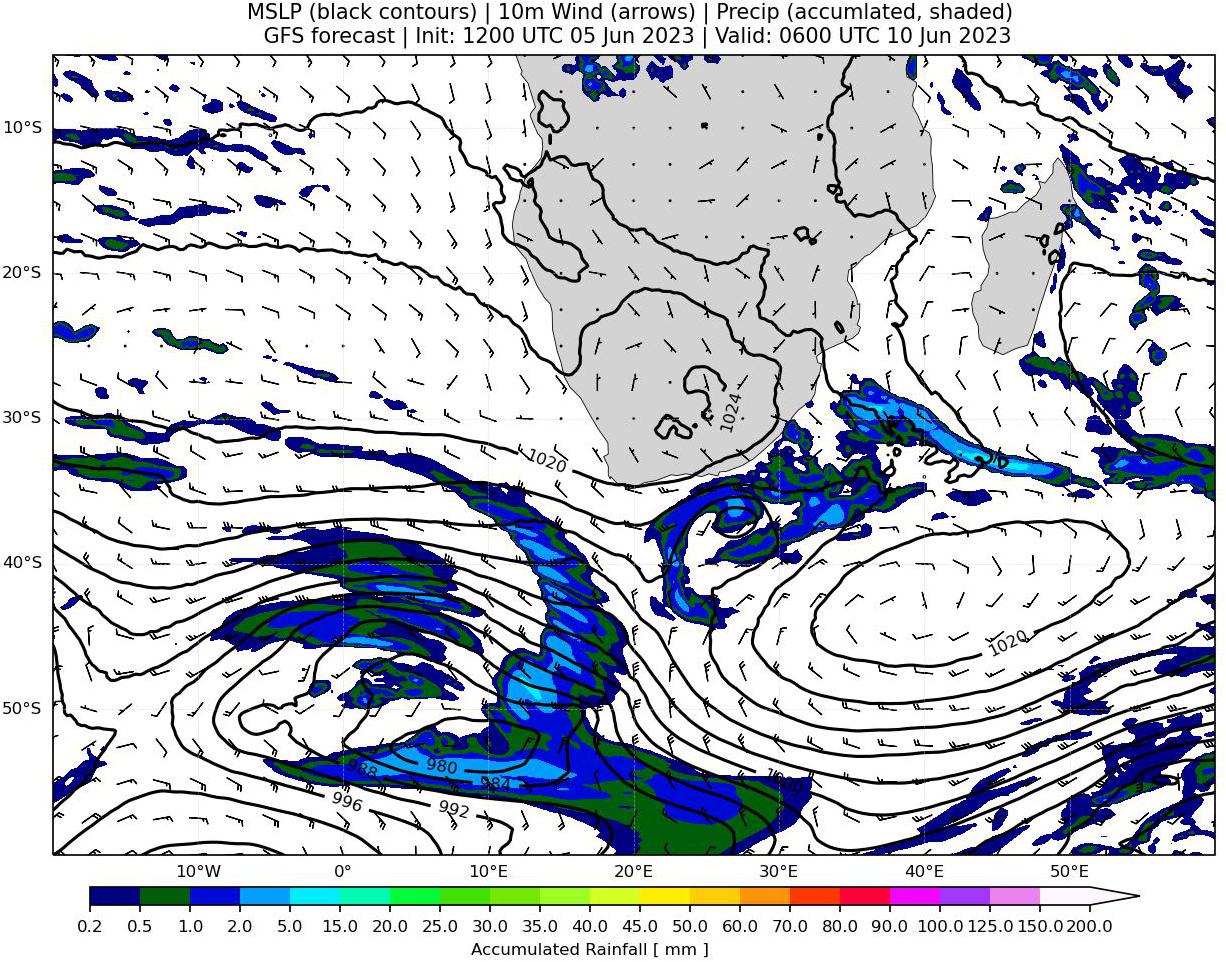 MSLP (black contours) | 10m Wind (arrows) | Precip (accumlated, shaded)
GFS forecast | Init: 1200 UTC 05 Jun 2023 | Valid: 0600 UTC 10 Jun 2023
10°S
20°S
30°S
1024
1020
40°S
1020
50°S
980
988
984
1000
996
992
10°W
0°
10°E
20°E
30°E
40°E
50°E
0.2 0.5 1.0 2.0 5.0 15.0 20.0 25.0 30.0 35.0 40.0 45.0 50.0 60.0 70.0 80.0 90.0 100.0 125.0 150.0 200.0
Accumulated Rainfall [ mm ]